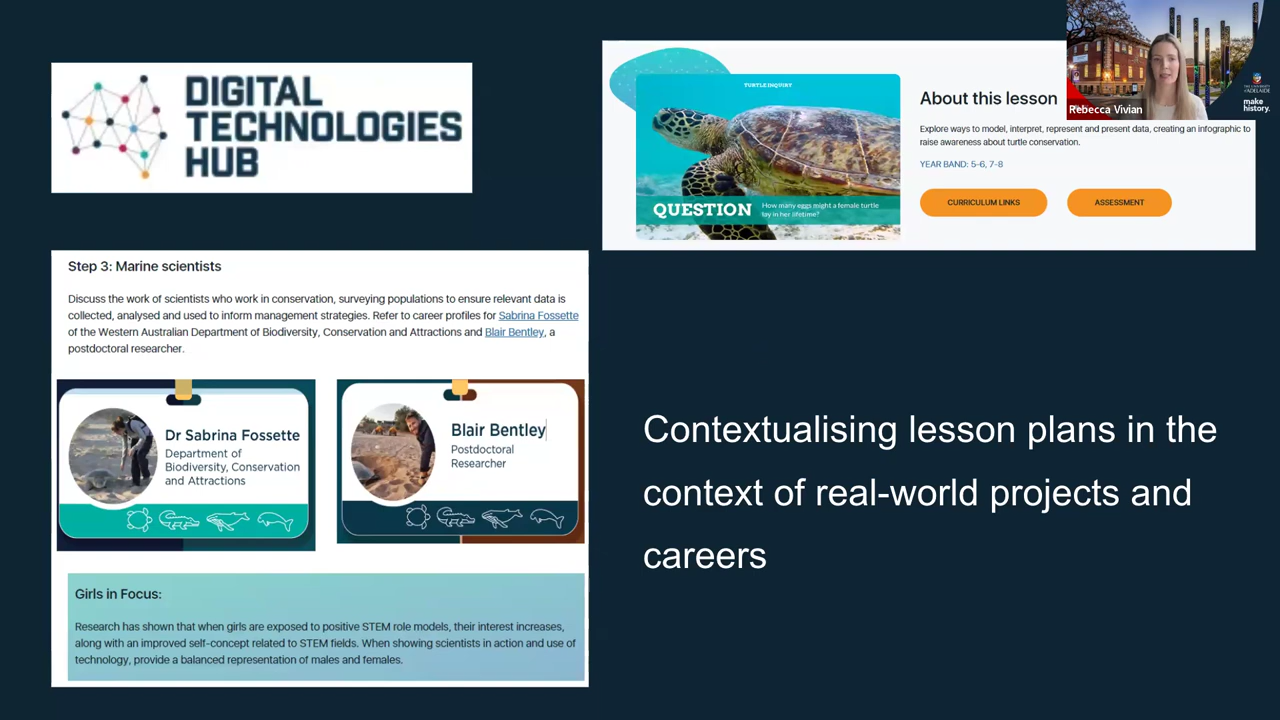 DIGITAL
TECHNOLOGIES
HUB
TURTLE INQUIRY
QUESTION
How many eggs might a female turtle
lay in her lifetime?
About this lesson
Explore ways to model, interpret, represent and present data, creating an infographic to
raise awareness about turtle conservation.
YEAR BAND: 5-6, 7-8
CURRICULUM LINKS
ASSESSMENT
Rebecca Vivian
THE UNIVERSITY
of ADELAIDE
make
history.
Step 3: Marine scientists
Discuss the work of scientists who work in conservation, surveying populations to ensure relevant data is
collected, analysed and used to inform management strategies. Refer to career profiles for Sabrina Fossette
of the Western Australian Department of Biodiversity, Conservation and Attractions and Blair Bentley, a
postdoctoral researcher.
Dr Sabrina Fossette
Department of
Biodiversity, Conservation
and Attractions
Blair Bentley
Postdoctoral
Researcher
Girls in Focus:
Research has shown that when girls are exposed to positive STEM role models, their interest increases,
along with an improved self-concept related to STEM fields. When showing scientists in action and use of
technology, provide a balanced representation of males and females.
Contextualising lesson plans in the
context of real-world projects and
careers